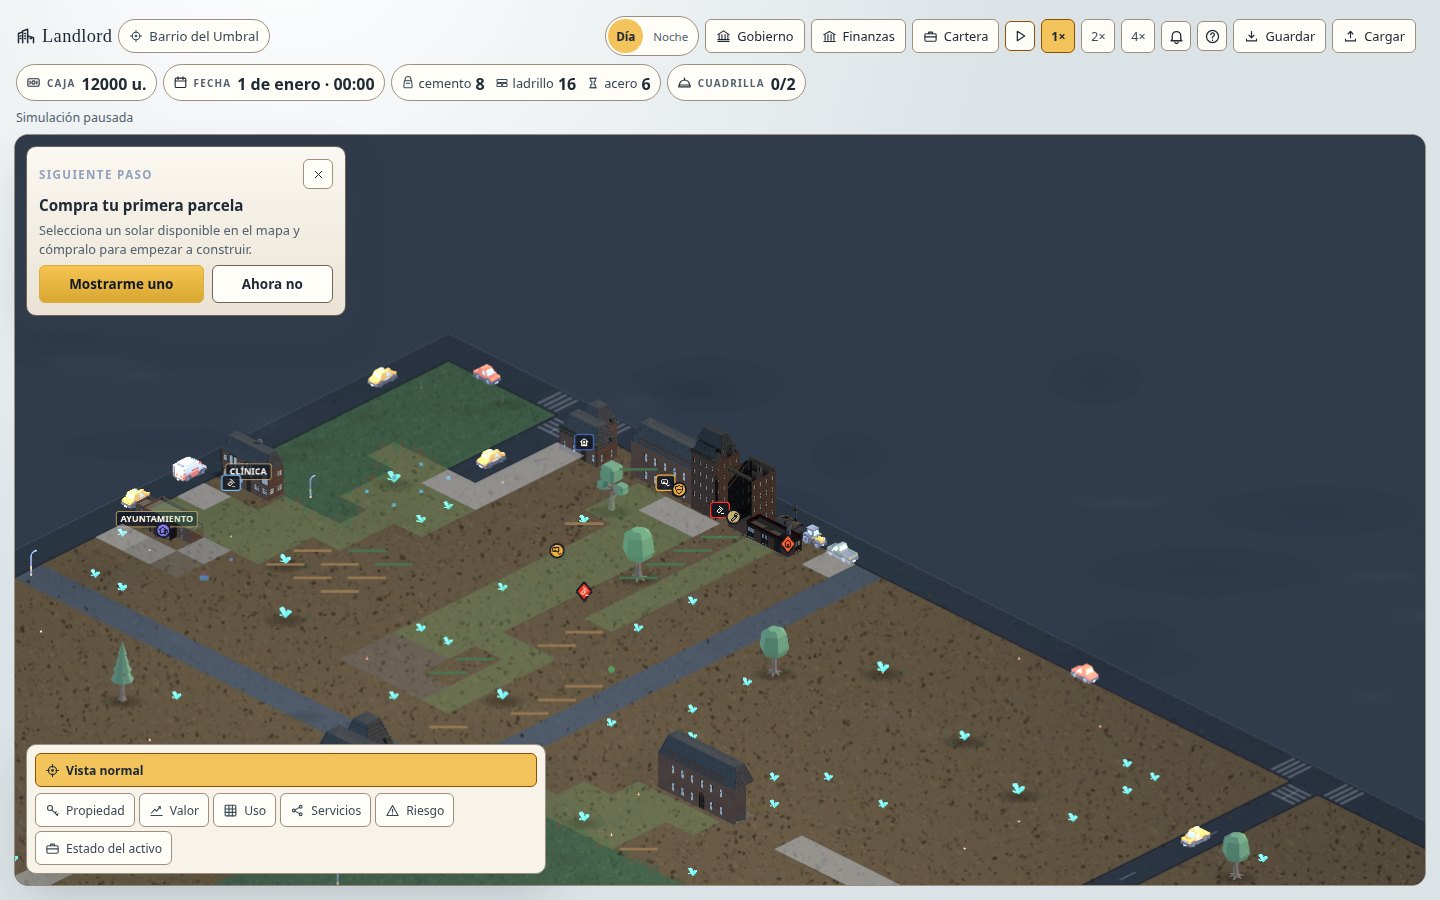 Landlord
Barrio del Umbral
Día
Noche
Gobierno
Finanzas
Cartera
1×
2×
4×
Guardar
Cargar
CAJA 12000 u.
FECHA 1 de enero · 00:00
cemento 8 ladrillo 16 acero 6
CUADRILLA 0/2
Simulación pausada
SIGUIENTE PASO
Compra tu primera parcela
Selecciona un solar disponible en el mapa y
cómpralo para empezar a construir.
Mostrarme uno
Ahora no
CLÍNICA
AYUNTAMIENTO
Vista normal
Propiedad
Valor
Uso
Servicios
Riesgo
Estado del activo